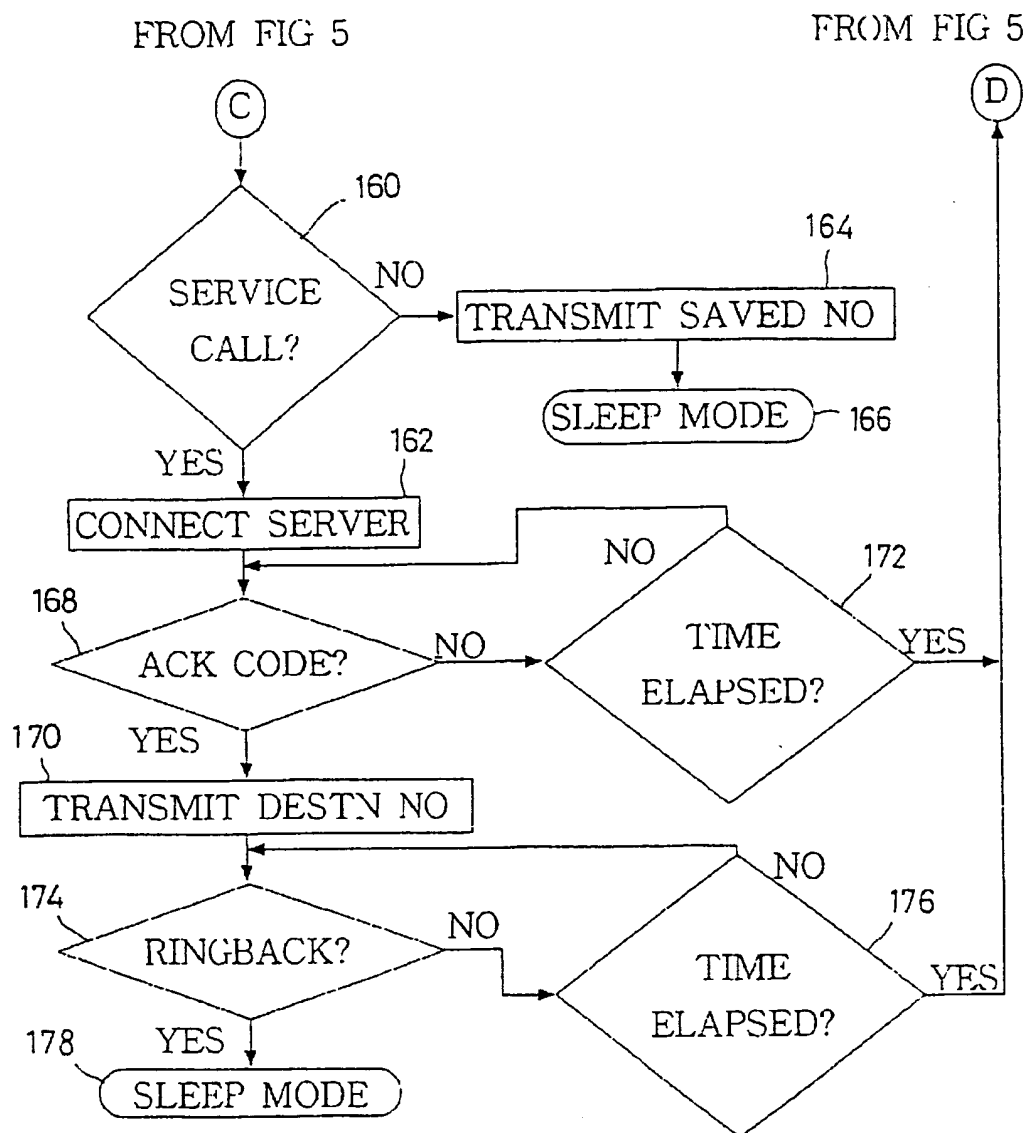 FROM FIG 5
FROM FIG 5
C
D
160
SERVICE
CALL?
NO
164
TRANSMIT SAVED NO
SLEEP MODE
166
YES
162
CONNECT SERVER
NO
172
168
ACK CODE?
NO
TIME
ELAPSED?
YES
YES
170
TRANSMIT DESTN NO
NO
174
RINGBACK?
NO
176
TIME
ELAPSED?
YES
YES
178
SLEEP MODE